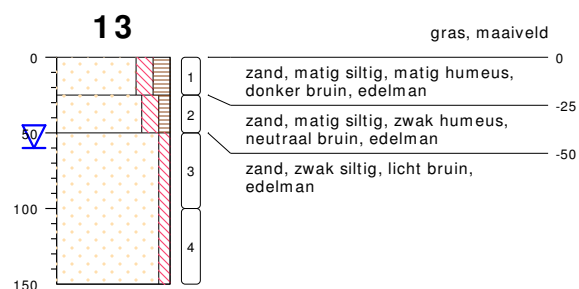 13
gras, maaiveld
0
0
1
zand, matig siltig, matig humeus,
donker bruin, edelman
-25
2
zand, matig siltig, zwak humeus,
neutraal bruin, edelman
50
-50
3
zand, zwak siltig, licht bruin,
edelman
100
4
150